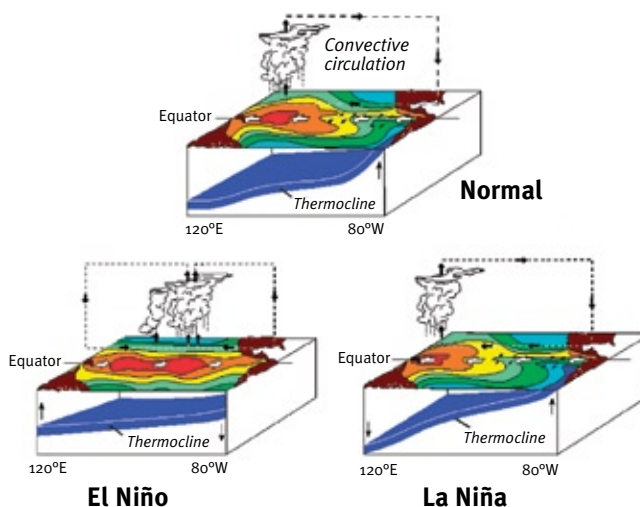 Convective
circulation
Equator
Thermocline
120ºE
80ºW
Normal
Equator
Thermocline
120ºE
80ºW
El Niño
Equator
Thermocline
120ºE
80ºW
La Niña